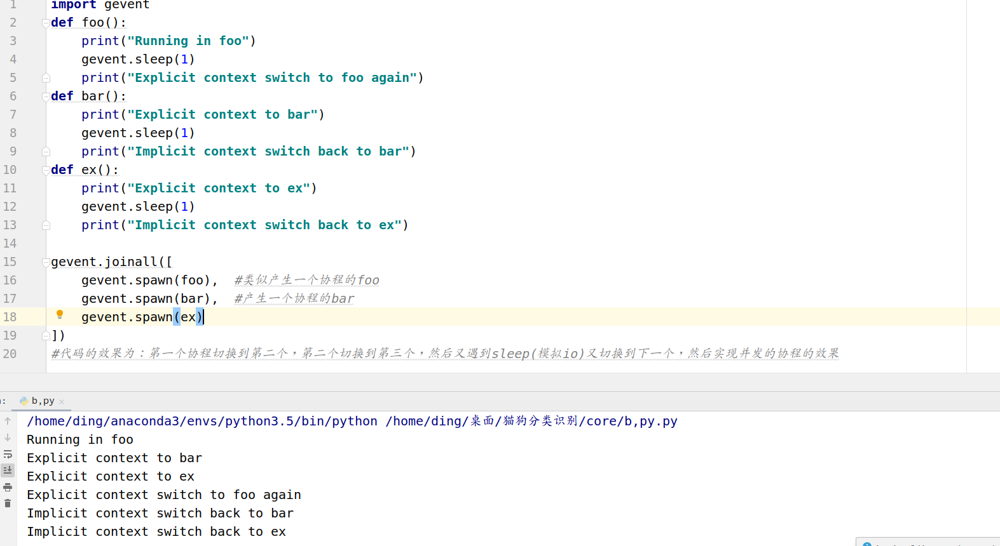 1 import gevent
2 def foo():
3 print("Running in foo")
4 gevent.sleep(1)
5 print("Explicit context switch to foo again")
6 def bar():
7 print("Explicit context to bar")
8 gevent.sleep(1)
9 print("Implicit context switch back to bar")
10 def ex():
11 print("Explicit context to ex")
12 gevent.sleep(1)
13 print("Implicit context switch back to ex")
14
15 gevent.joinall([
16 gevent.spawn(foo), #类似产生一个协程的foo
17 gevent.spawn(bar), #产生一个协程的bar
18 gevent.spawn(ex)
19 ])
20 #代码的效果为：第一个协程切换到第二个，第二个切换到第三个，然后又遇到sleep(模拟io)又切换到下一个，然后实现并发的协程的效果
b,py
/home/ding/anaconda3/envs/python3.5/bin/python /home/ding/桌面/猫狗分类识别/core/b,py.py
Running in foo
Explicit context to bar
Explicit context to ex
Explicit context switch to foo again
Implicit context switch back to bar
Implicit context switch back to ex